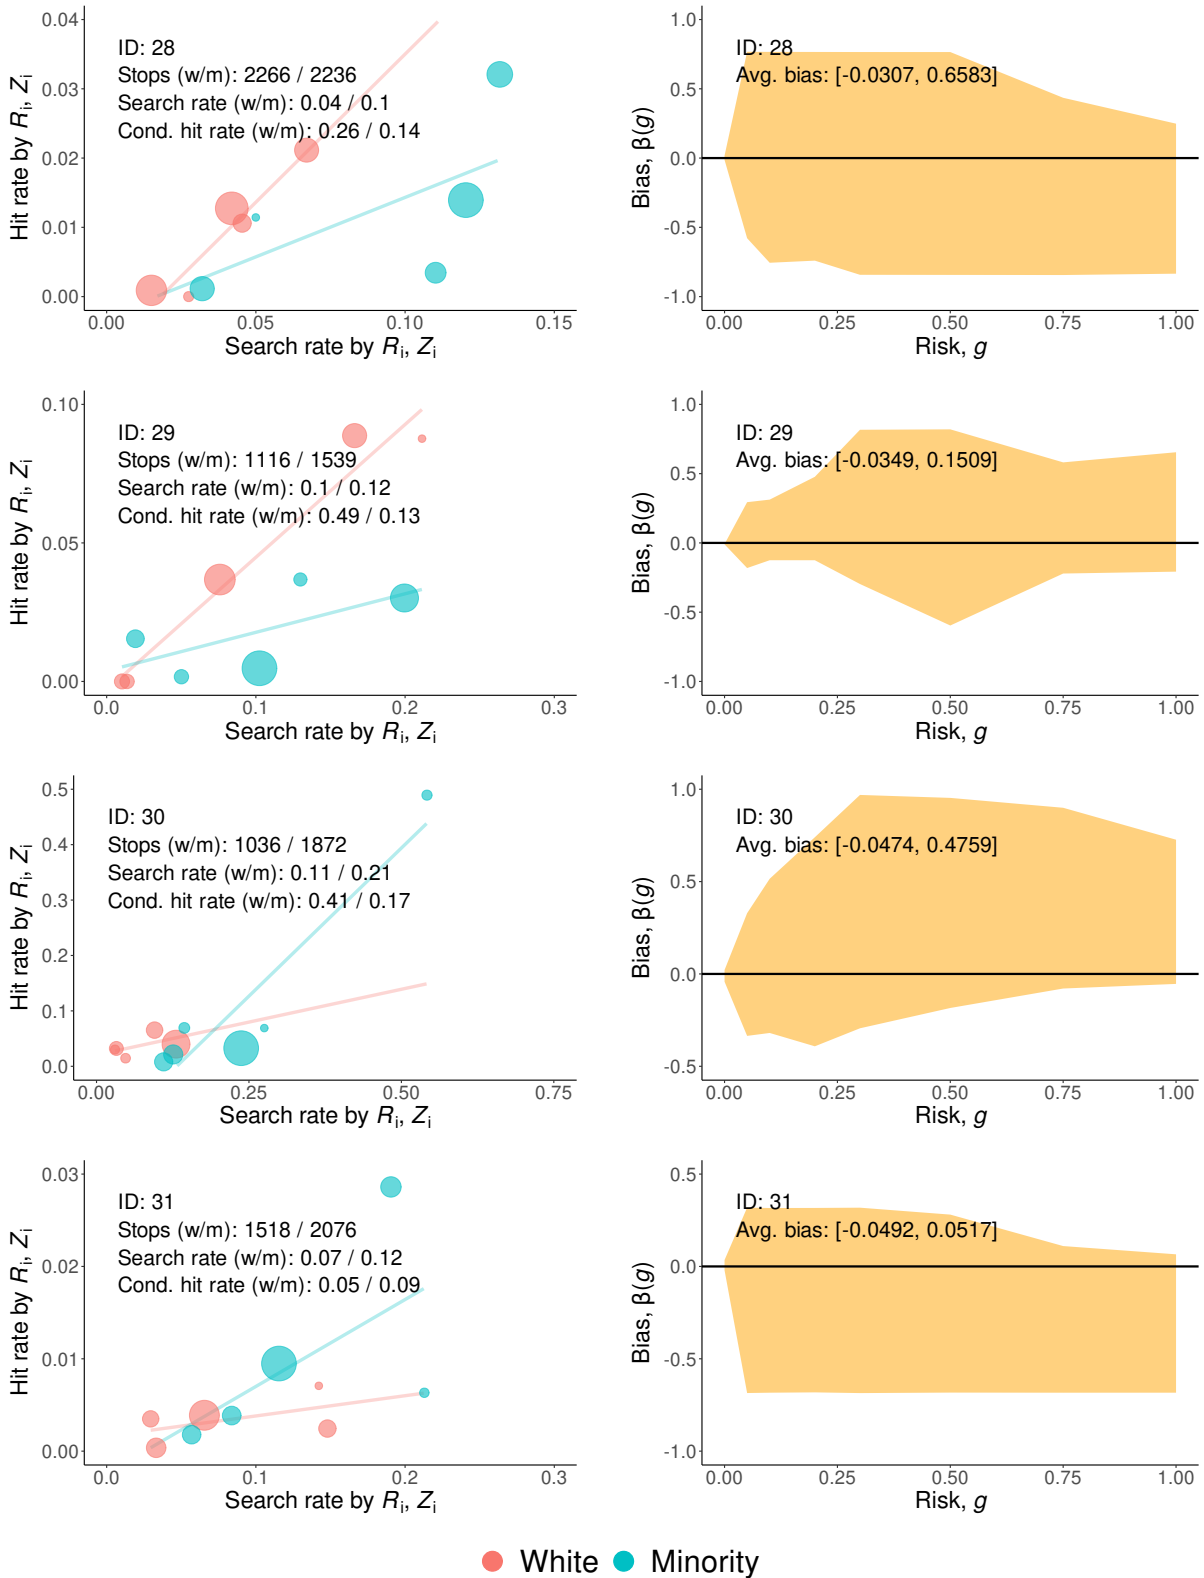 0.04
0.03
0.02
0.01
0.00
Hit rate by Ri, Zi
ID: 28
Stops (w/m): 2266 / 2236
Search rate (w/m): 0.04 / 0.1
Cond. hit rate (w/m): 0.26 / 0.14
0.00 0.05 0.10 0.15
Search rate by Ri, Zi
1.0
0.5
0.0
-0.5
-1.0
Bias, β(g)
ID: 28
Avg. bias: [-0.0307, 0.6583]
0.00 0.25 0.50 0.75 1.00
Risk, g
0.10
0.05
0.00
Hit rate by Ri, Zi
ID: 29
Stops (w/m): 1116 / 1539
Search rate (w/m): 0.1 / 0.12
Cond. hit rate (w/m): 0.49 / 0.13
0.0 0.1 0.2 0.3
Search rate by Ri, Zi
1.0
0.5
0.0
-0.5
-1.0
Bias, β(g)
ID: 29
Avg. bias: [-0.0349, 0.1509]
0.00 0.25 0.50 0.75 1.00
Risk, g
0.5
0.4
0.3
0.2
0.1
0.0
Hit rate by Ri, Zi
ID: 30
Stops (w/m): 1036 / 1872
Search rate (w/m): 0.11 / 0.21
Cond. hit rate (w/m): 0.41 / 0.17
0.00 0.25 0.50 0.75
Search rate by Ri, Zi
1.0
0.5
0.0
-0.5
Bias, β(g)
ID: 30
Avg. bias: [-0.0474, 0.4759]
0.00 0.25 0.50 0.75 1.00
Risk, g
0.03
0.02
0.01
0.00
Hit rate by Ri, Zi
ID: 31
Stops (w/m): 1518 / 2076
Search rate (w/m): 0.07 / 0.12
Cond. hit rate (w/m): 0.05 / 0.09
0.0 0.1 0.2 0.3
Search rate by Ri, Zi
0.5
0.0
-0.5
-1.0
Bias, β(g)
ID: 31
Avg. bias: [-0.0492, 0.0517]
0.00 0.25 0.50 0.75 1.00
Risk, g
White Minority